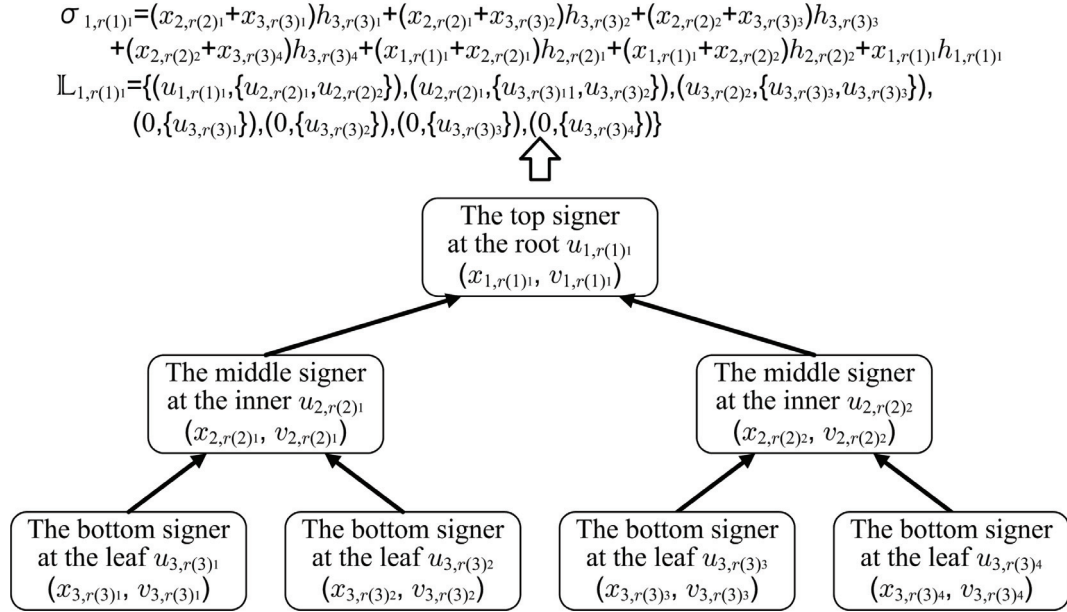 σ₁,ᵣ₍₁₎₁=(x₂,ᵣ₍₂₎₁+x₃,ᵣ₍₃₎₁)h₃,ᵣ₍₃₎₁+(x₂,ᵣ₍₂₎₁+x₃,ᵣ₍₃₎₂)h₃,ᵣ₍₃₎₂+(x₂,ᵣ₍₂₎₂+x₃,ᵣ₍₃₎₃)h₃,ᵣ₍₃₎₃
+(x₂,ᵣ₍₂₎₂+x₃,ᵣ₍₃₎₄)h₃,ᵣ₍₃₎₄+(x₁,ᵣ₍₁₎₁+x₂,ᵣ₍₂₎₁)h₂,ᵣ₍₂₎₁+(x₁,ᵣ₍₁₎₁+x₂,ᵣ₍₂₎₂)h₂,ᵣ₍₂₎₂+x₁,ᵣ₍₁₎₁h₁,ᵣ₍₁₎₁
𝕃₁,ᵣ₍₁₎₁={(u₁,ᵣ₍₁₎₁,{u₂,ᵣ₍₂₎₁,u₂,ᵣ₍₂₎₂}),(u₂,ᵣ₍₂₎₁,{u₃,ᵣ₍₃₎₁1,u₃,ᵣ₍₃₎₂}),(u₃,ᵣ₍₂₎₂,{u₃,ᵣ₍₃₎₃,u₃,ᵣ₍₃₎₃}),
(0,{u₃,ᵣ₍₃₎₁}),(0,{u₃,ᵣ₍₃₎₂}),(0,{u₃,ᵣ₍₃₎₃}),(0,{u₃,ᵣ₍₃₎₄})}
The top signer
at the root u₁,ᵣ₍₁₎₁
(x₁,ᵣ₍₁₎₁, v₁,ᵣ₍₁₎₁)
The middle signer
at the inner u₂,ᵣ₍₂₎₁
(x₂,ᵣ₍₂₎₁, v₂,ᵣ₍₂₎₁)
The middle signer
at the inner u₂,ᵣ₍₂₎₂
(x₂,ᵣ₍₂₎₂, v₂,ᵣ₍₂₎₂)
The bottom signer
at the leaf u₃,ᵣ₍₃₎₁
(x₃,ᵣ₍₃₎₁, v₃,ᵣ₍₃₎₁)
The bottom signer
at the leaf u₃,ᵣ₍₃₎₂
(x₃,ᵣ₍₃₎₂, v₃,ᵣ₍₃₎₂)
The bottom signer
at the leaf u₃,ᵣ₍₃₎₃
(x₃,ᵣ₍₃₎₃, v₃,ᵣ₍₃₎₃)
The bottom signer
at the leaf u₃,ᵣ₍₃₎₄
(x₃,ᵣ₍₃₎₄, v₃,ᵣ₍₃₎₄)